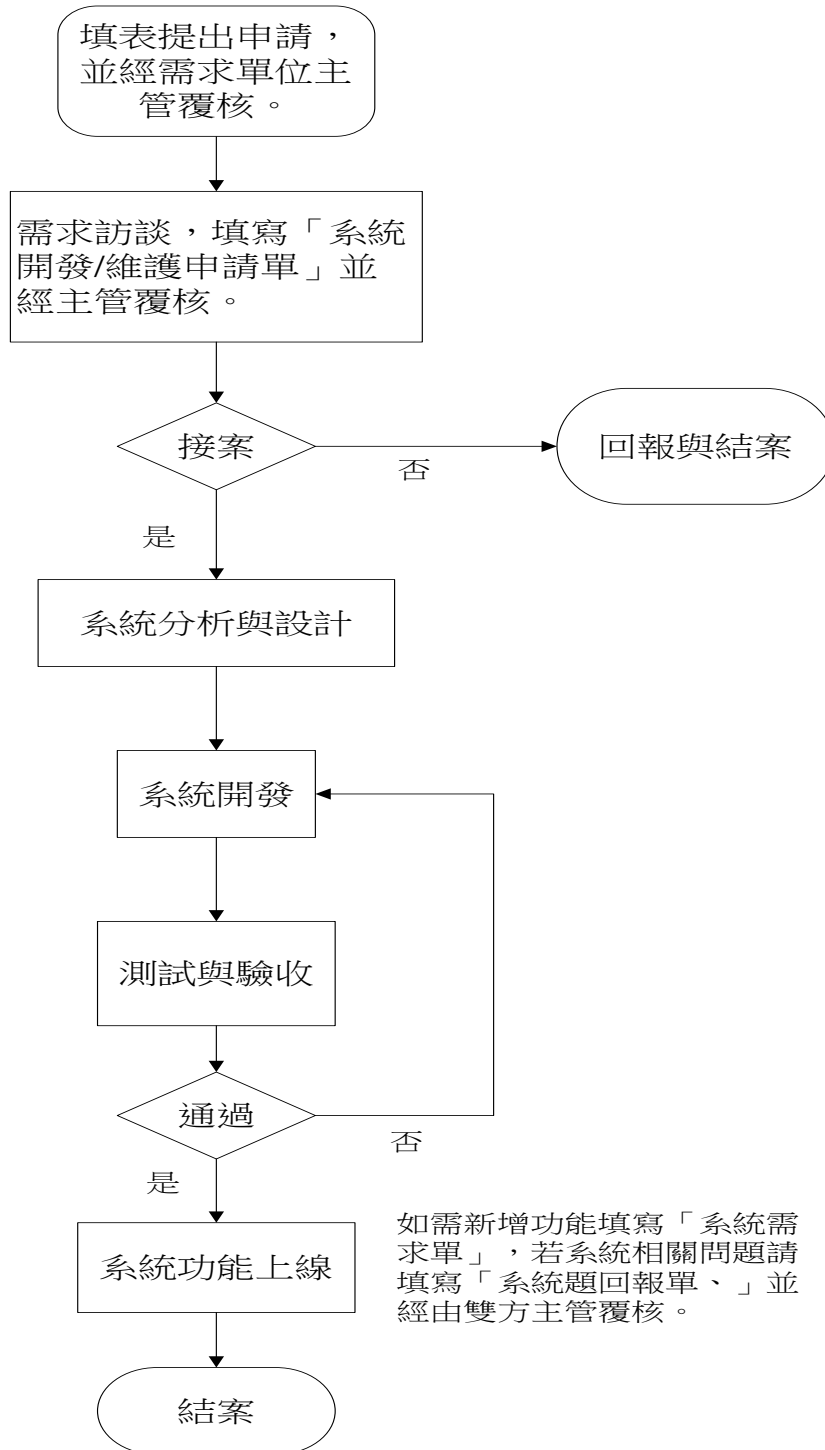 填表提出申請，
並經需求單位主
管覆核。
需求訪談，填寫「系統
開發/維護申請單」並
經主管覆核。
接案
否
回報與結案
是
系統分析與設計
系統開發
測試與驗收
通過
否
是
系統功能上線
如需新增功能填寫「系統需
求單」，若系統相關問題請
填寫「系統題回報單、」並
經由雙方主管覆核。
結案